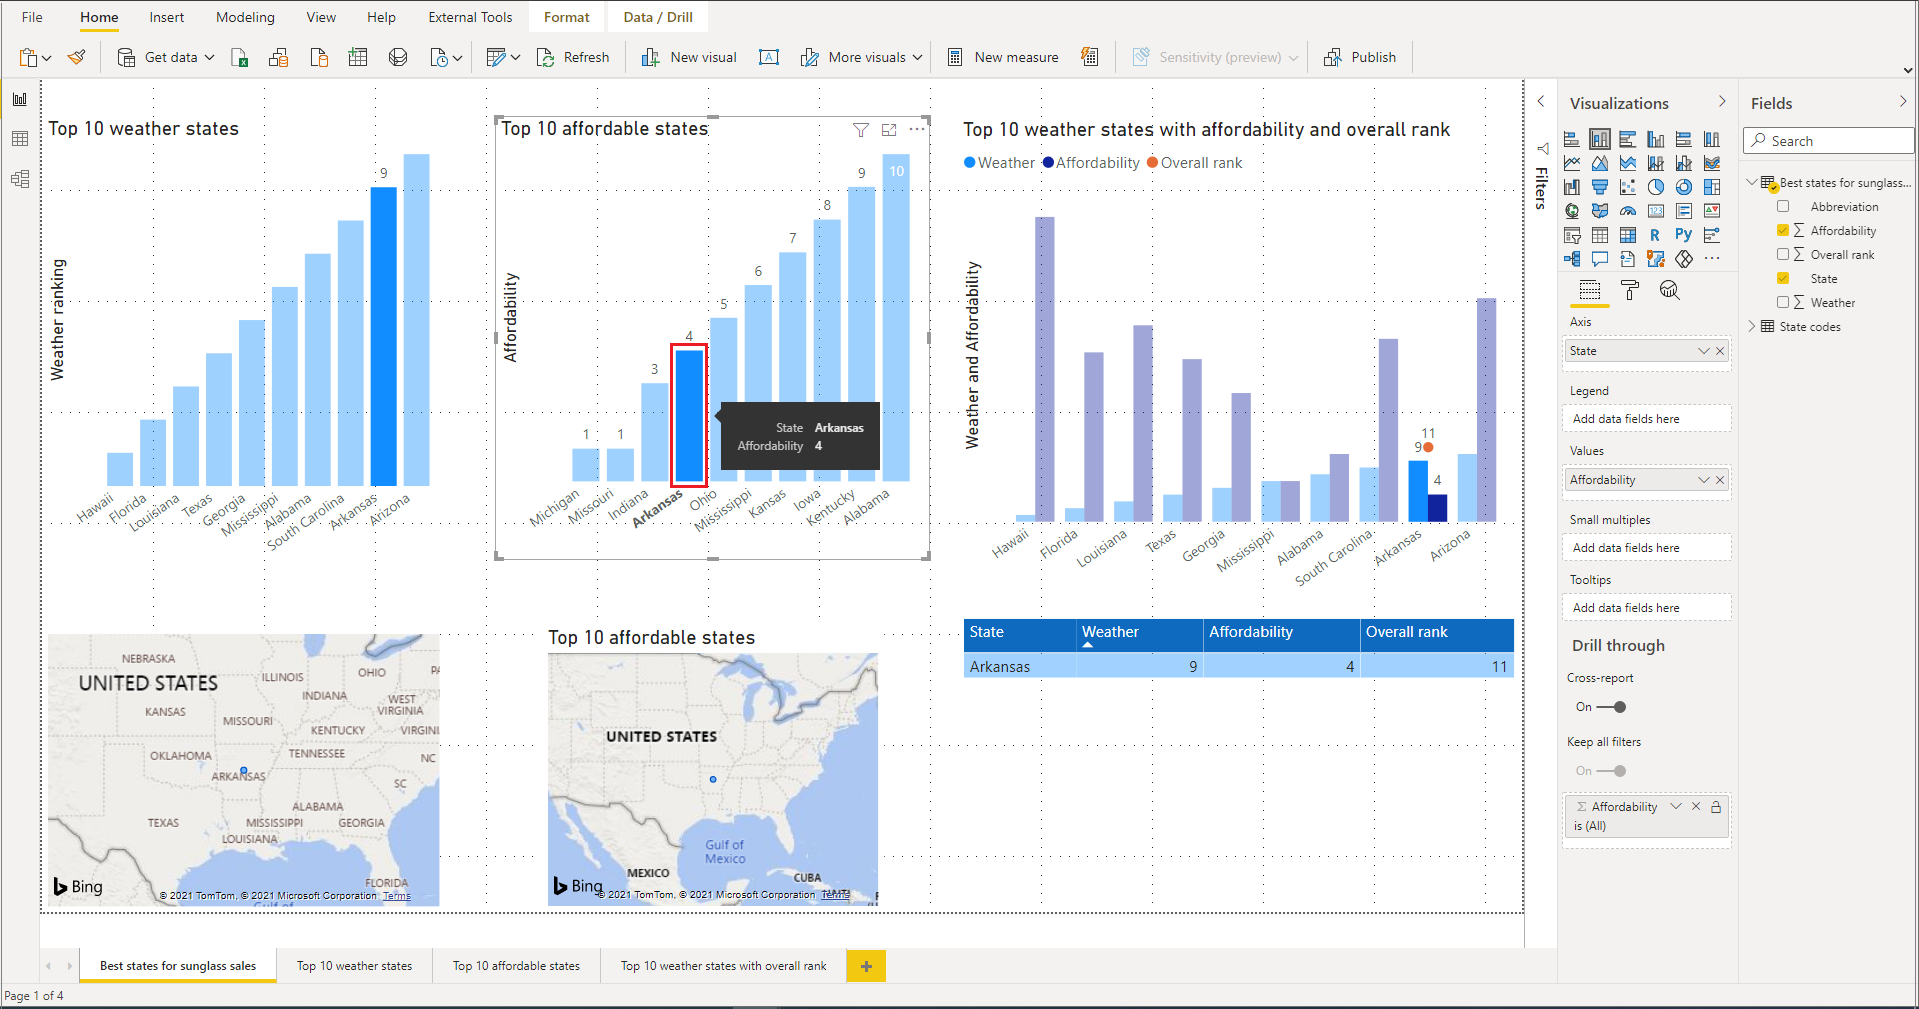 File Home Insert Modeling View Help External Tools Format Data / Drill
Get data Refresh New visual More visuals New measure Sensitivity (preview) Publish
Top 10 weather states
Weather ranking
9
Hawaii
Florida
Louisiana
Texas
Georgia
Mississippi
Alabama
South Carolina
Arkansas
Arizona
Top 10 affordable states
Affordability
1
1
3
4
5
6
7
8
9
10
State Arkansas
Affordability 4
Michigan
Missouri
Indiana
Arkansas
Ohio
Mississippi
Kansas
Iowa
Kentucky
Alabama
Top 10 weather states with affordability and overall rank
Weather Affordability Overall rank
Weather and Affordability
11
9
4
Hawaii
Florida
Louisiana
Texas
Georgia
Mississippi
Alabama
South Carolina
Arkansas
Arizona
NEBRASKA
UNITED STATES
ILLINOIS
OHIO
PA
INDIANA
WEST
VIRGINIA
KANSAS
MISSOURI
KENTUCKY
VIRGINI
OKLAHOMA
TENNESSEE
NC
ARKANSAS
SC
ALABAMA
TEXAS
MISSISSIPPI
GEORGIA
LOUISIANA
FLORIDA
Bing
© 2021 TomTom, © 2021 Microsoft Corporation Terms
Gulf of
Top 10 affordable states
UNITED STATES
Gulf of
Mexico
MEXICO
CUBA
Bing
© 2021 TomTom, © 2021 Microsoft Corporation Terms
State Weather Affordability Overall rank
Arkansas 9 4 11
Filters
Visualizations
R Py
123
Axis
State
Legend
Add data fields here
Values
Affordability
Small multiples
Add data fields here
Tooltips
Add data fields here
Drill through
Cross-report
On
Keep all filters
On
Affordability
is (All)
Fields
Search
Best states for sunglass...
Abbreviation
Affordability
Overall rank
State
Weather
State codes
Best states for sunglass sales Top 10 weather states Top 10 affordable states Top 10 weather states with overall rank +
Page 1 of 4